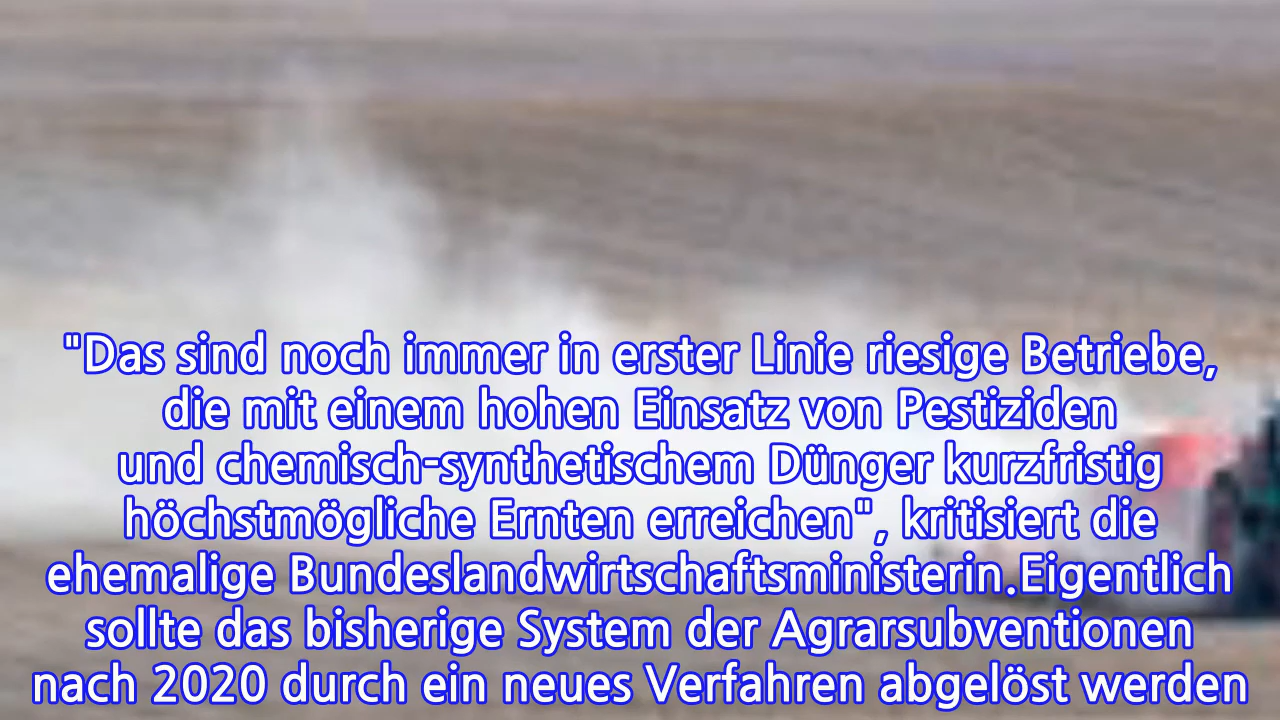 "Das sind noch immer in erster Linie riesige Betriebe,
die mit einem hohen Einsatz von Pestiziden
und chemisch-synthetischem Dünger kurzfristig
höchstmögliche Ernten erreichen", kritisiert die
ehemalige Bundeslandwirtschaftsministerin.Eigentlich
sollte das bisherige System der Agrarsubventionen
nach 2020 durch ein neues Verfahren abgelöst werden